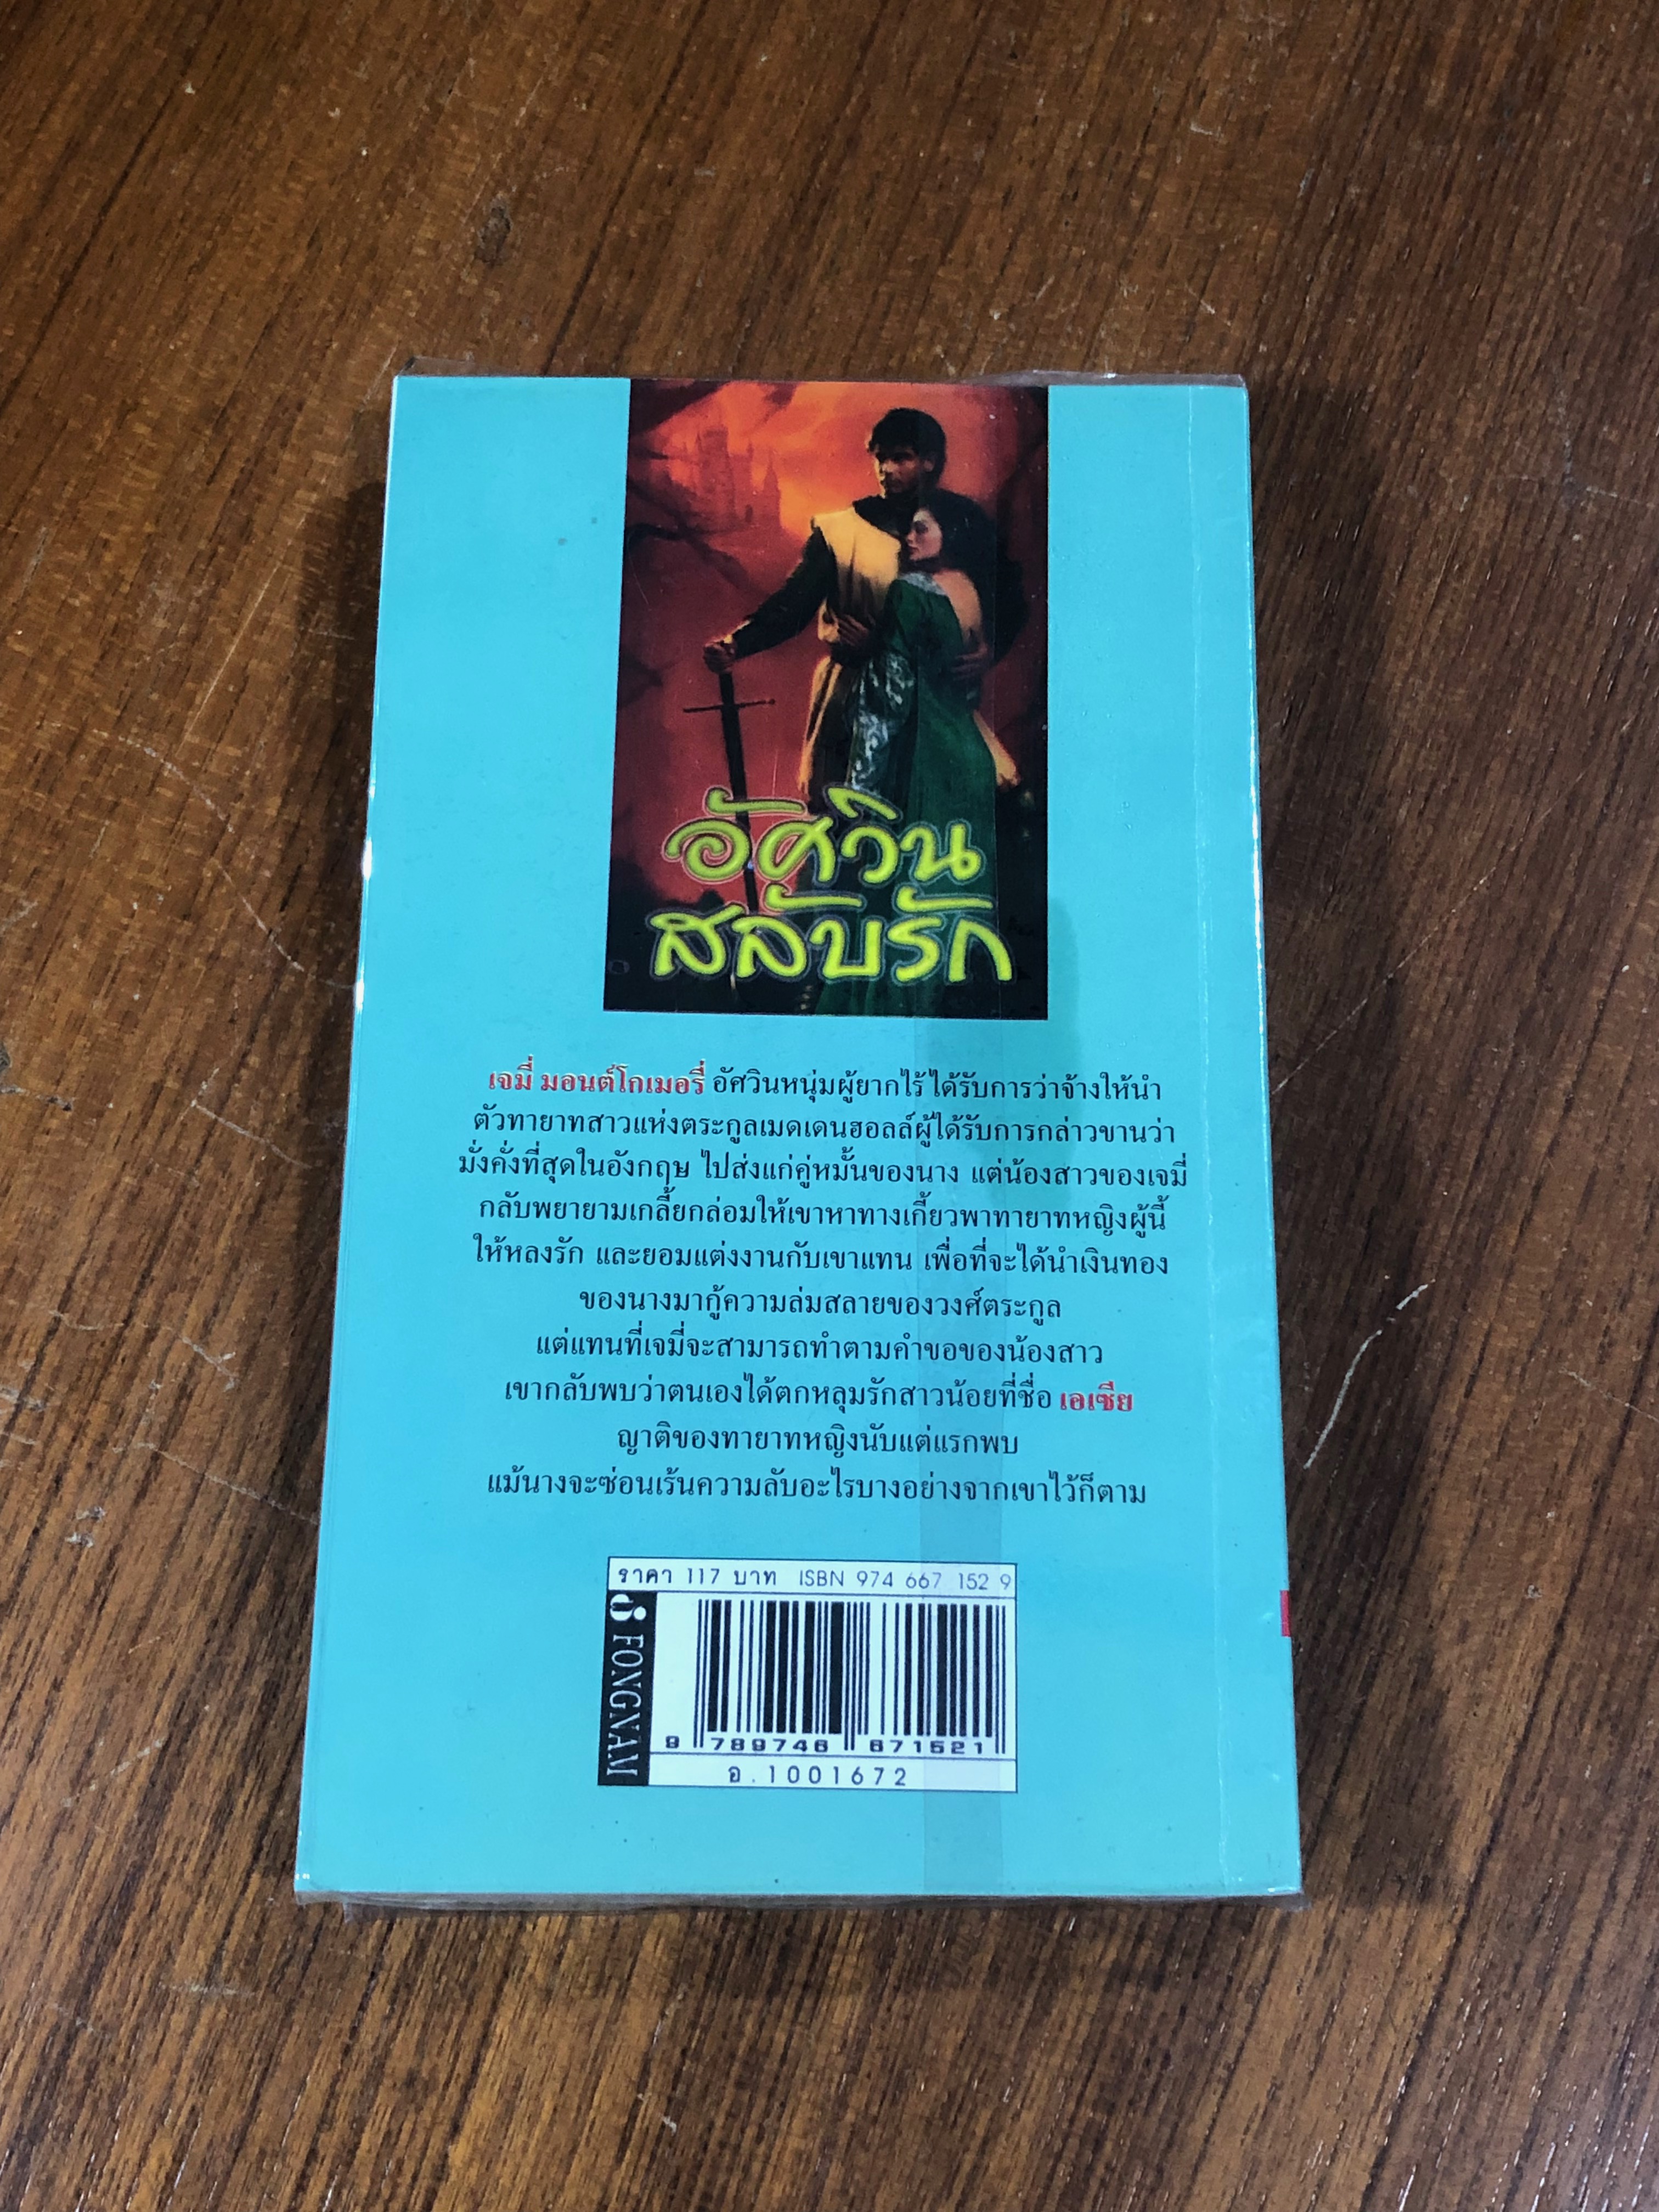 อัศวิน
สลับรัก
เจมี่ มอนต์โกเมอรี่ อัศวินหนุ่มผู้ยากไร้ ได้รับการว่าจ้างให้นำ
ตัวทายาทสาวแห่งตระกูลเมดเดนฮอลล์ผู้ได้รับการกล่าวขานว่า
มั่งคั่งที่สุดในอังกฤษ ไปส่งแก่คู่หมั้นของนาง แต่น้องสาวของเจมี่
กลับพยายามเกลี้ยกล่อมให้เขาหาทางเกี้ยวพาทายาทหญิงผู้นี้
ให้หลงรัก และยอมแต่งงานกับเขาแทน เพื่อที่จะได้นำเงินทอง
ของนางมากู้ความล่มสลายของวงศ์ตระกูล
แต่แทนที่เจมี่จะสามารถทำตามคำขอของน้องสาว
เขากลับพบว่าตนเองได้ตกหลุมรักสาวน้อยที่ชื่อ เอเซีย
ญาติของทายาทหญิงนับแต่แรกพบ
แม้นางจะซ่อนเร้นความลับอะไรบางอย่างจากเขาไว้ก็ตาม
ราคา 117 บาท ISBN 974 667 152 9
FONGNAM
9 789746 671521
อ.1001672